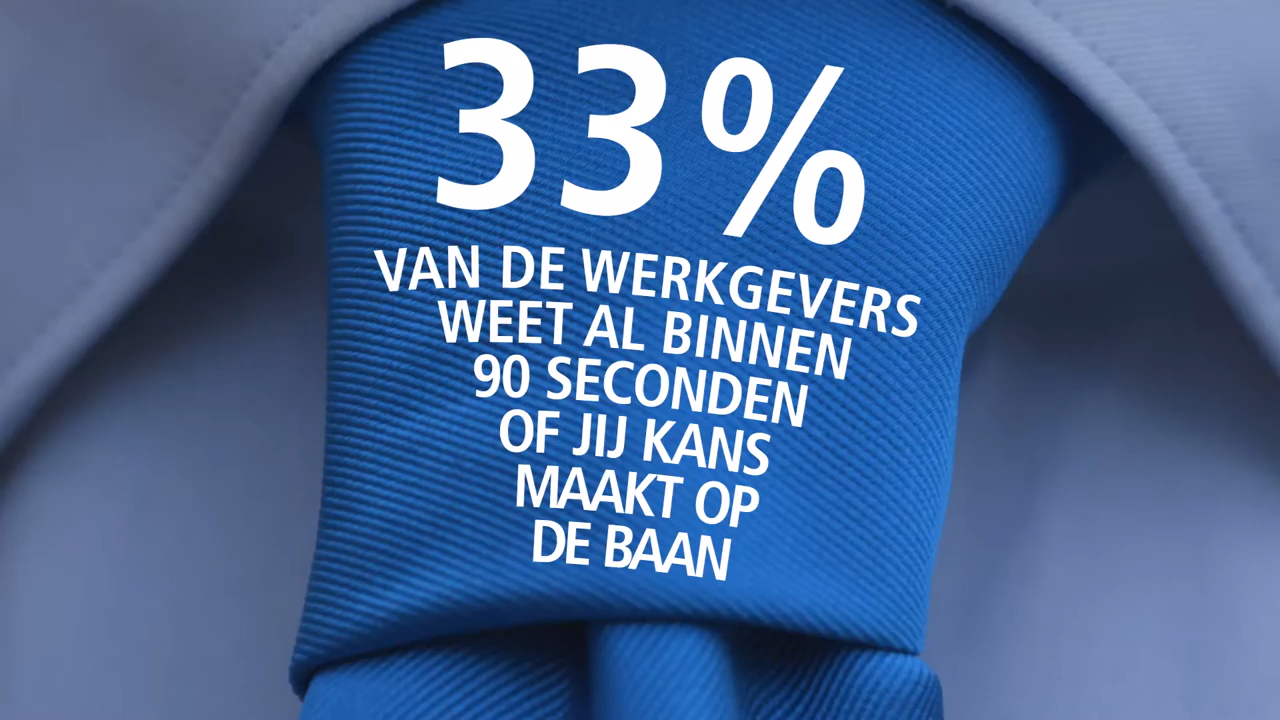 33%
VAN DE WERKGEVERS
WEET AL BINNEN
90 SECONDEN
OF JIJ KANS
MAAKT OP
DE BAAN